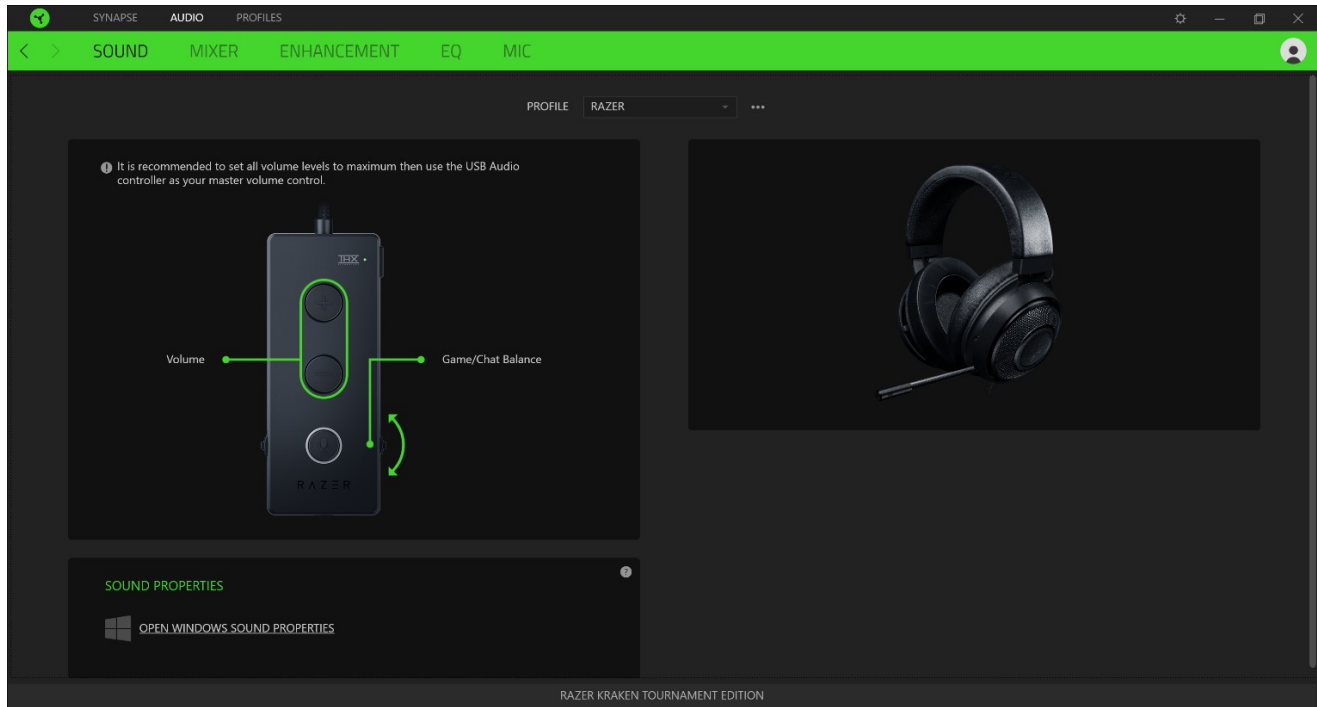 SYNAPSE AUDIO PROFILES
SOUND MIXER ENHANCEMENT EQ MIC
PROFILE RAZER
It is recommended to set all volume levels to maximum then use the USB Audio
controller as your master volume control.
THX
Volume
Game/Chat Balance
RAZER
SOUND PROPERTIES
OPEN WINDOWS SOUND PROPERTIES
RAZER KRAKEN TOURNAMENT EDITION